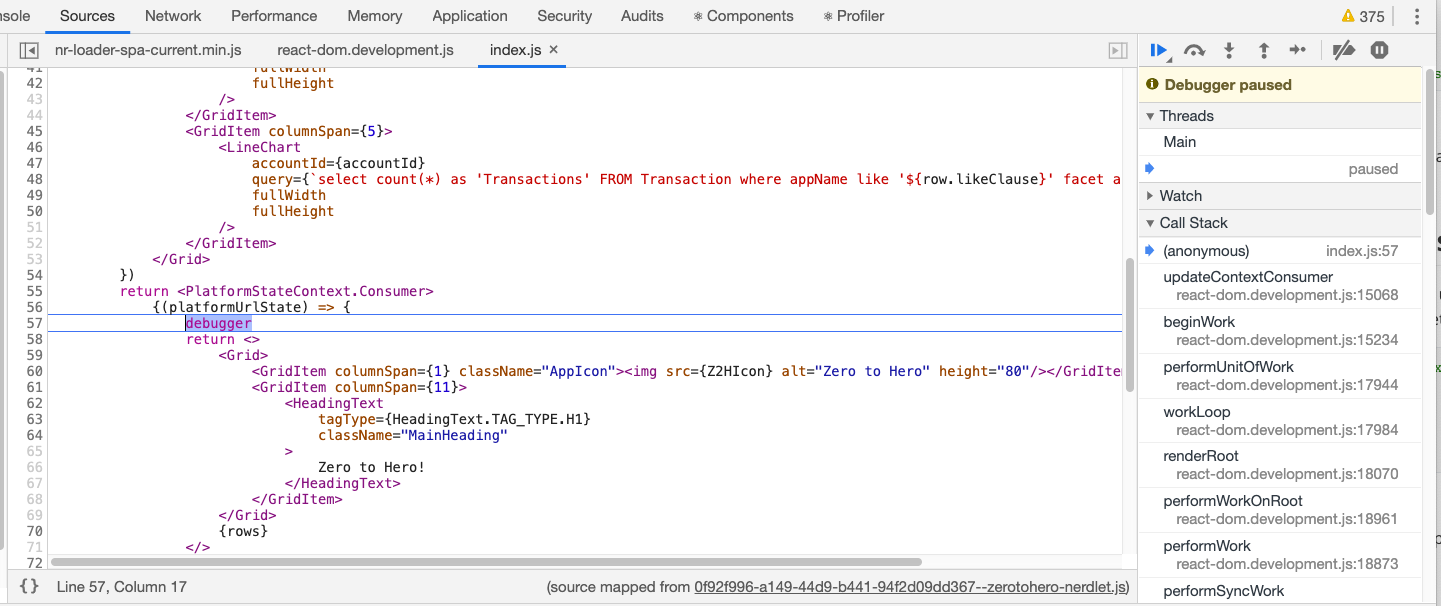 Sources Network Performance Memory Application Security Audits Components Profiler 375
nr-loader-spa-current.min.js react-dom.development.js index.js ×
42 fullHeight
43 />
44 </GridItem>
45 <GridItem columnSpan={5}>
46 <LineChart
47 accountId={accountId}
48 query={`select count(*) as 'Transactions' FROM Transaction where appName like '${row.likeClause}' facet a
49 fullWidth
50 fullHeight
51 />
52 </GridItem>
53 </Grid>
54 })
55 return <PlatformStateContext.Consumer>
56 {(platformUrlState) => {
57 debugger
58 return <>
59 <Grid>
60 <GridItem columnSpan={1} className="AppIcon"><img src={Z2HIcon} alt="Zero to Hero" height="80"/></GridIte
61 <GridItem columnSpan={11}>
62 <HeadingText
63 tagType={HeadingText.TAG_TYPE.H1}
64 className="MainHeading"
65 >
66 Zero to Hero!
67 </HeadingText>
68 </GridItem>
69 </Grid>
70 {rows}
71 </>
72
{} Line 57, Column 17 (source mapped from 0f92f996-a149-44d9-b441-94f2d09dd367--zerotohero-nerdlet.js)
Debugger paused
Threads
Main
paused
Watch
Call Stack
(anonymous) index.js:57
updateContextConsumer
react-dom.development.js:15068
beginWork
react-dom.development.js:15234
performUnitOfWork
react-dom.development.js:17944
workLoop
react-dom.development.js:17984
renderRoot
react-dom.development.js:18070
performWorkOnRoot
react-dom.development.js:18961
performWork
react-dom.development.js:18873
performSyncWork